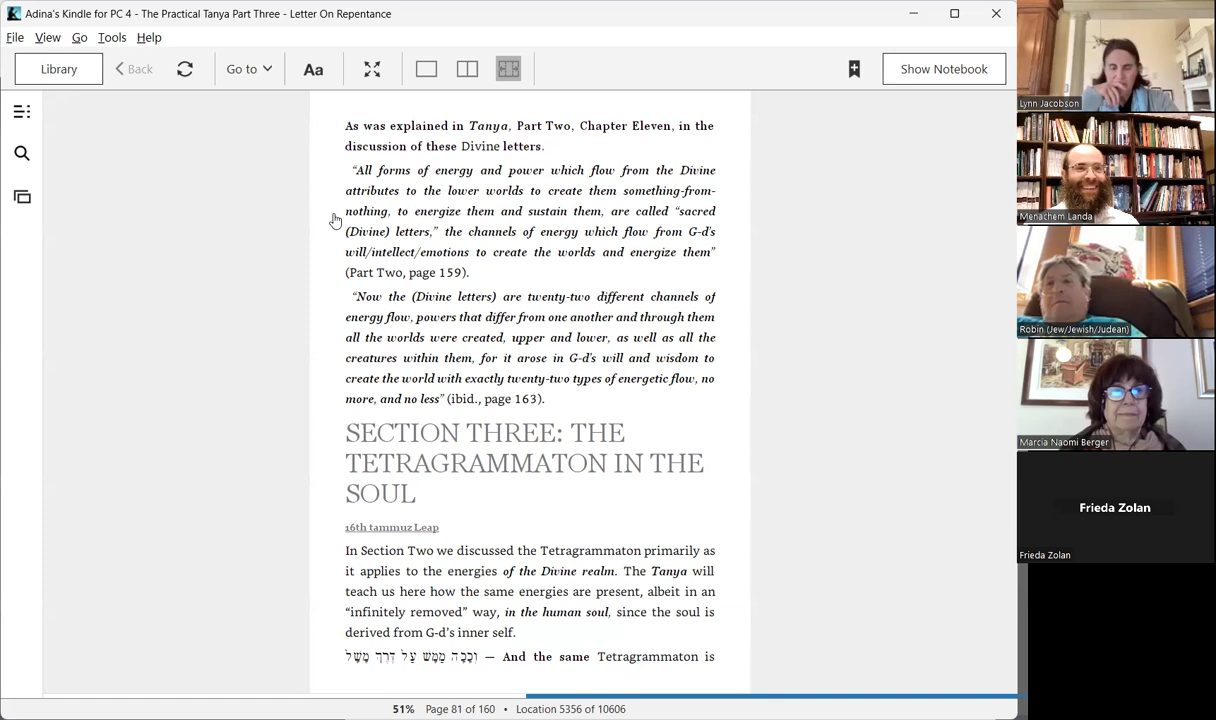 Adina's Kindle for PC 4 - The Practical Tanya Part Three - Letter On Repentance
File View Go Tools Help
Library Back Go to Aa Show Notebook
As was explained in Tanya, Part Two, Chapter Eleven, in the
discussion of these Divine letters.
“All forms of energy and power which flow from the Divine
attributes to the lower worlds to create them something-from-
nothing, to energize them and sustain them, are called “sacred
(Divine) letters,” the channels of energy which flow from G-d's
will/intellect/emotions to create the worlds and energize them”
(Part Two, page 159).
“Now the (Divine letters) are twenty-two different channels of
energy flow, powers that differ from one another and through them
all the worlds were created, upper and lower, as well as all the
creatures within them, for it arose in G-d's will and wisdom to
create the world with exactly twenty-two types of energetic flow, no
more, and no less” (ibid., page 163).
SECTION THREE: THE
TETRAGRAMMATON IN THE
SOUL
16th tammuz Leap
In Section Two we discussed the Tetragrammaton primarily as
it applies to the energies of the Divine realm. The Tanya will
teach us here how the same energies are present, albeit in an
“infinitely removed” way, in the human soul, since the soul is
derived from G-d's inner self.
וְכָכָה מַמָּשׁ עַל דֶּרֶךְ מָשָׁל — And the same Tetragrammaton is
51% Page 81 of 160 • Location 5356 of 10606
Lynn Jacobson
Menachem Landa
Robin (Jew/Jewish/Judean)
Marcia Naomi Berger
Frieda Zolan
Frieda Zolan